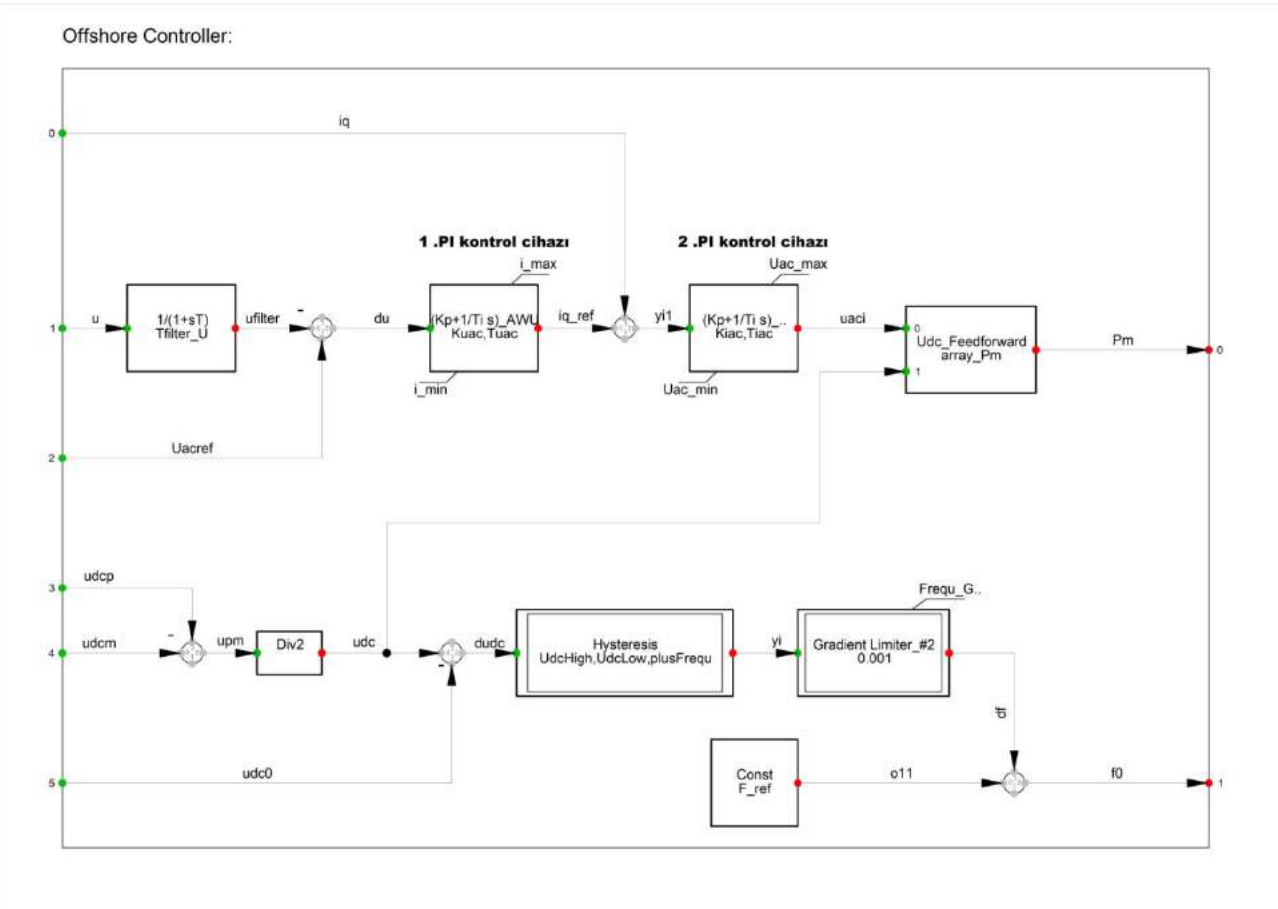 Offshore Controller:
iq
0
1 .PI kontrol cihazı
2 .PI kontrol cihazı
i_max
Uac_max
1/(1+sT)
Tfilter_U
(Kp+1/Ti s)_AWU
Kuac,Tuac
(Kp+1/Ti s)_..
Kiac,Tiac
1
u
ufilter
-
du
iq_ref
yi1
uaci
0
Udc_Feedforward
array_Pm
1
Pm
0
i_min
Uac_min
Uacref
2
udcp
3
-
udcm
4
upm
Div2
udc
-
dudc
Hysteresis
UdcHigh,UdcLow,plusFrequ
yi
Frequ_G..
Gradient Limiter_#2
0.001
df
udc0
5
Const
F_ref
o11
f0
1